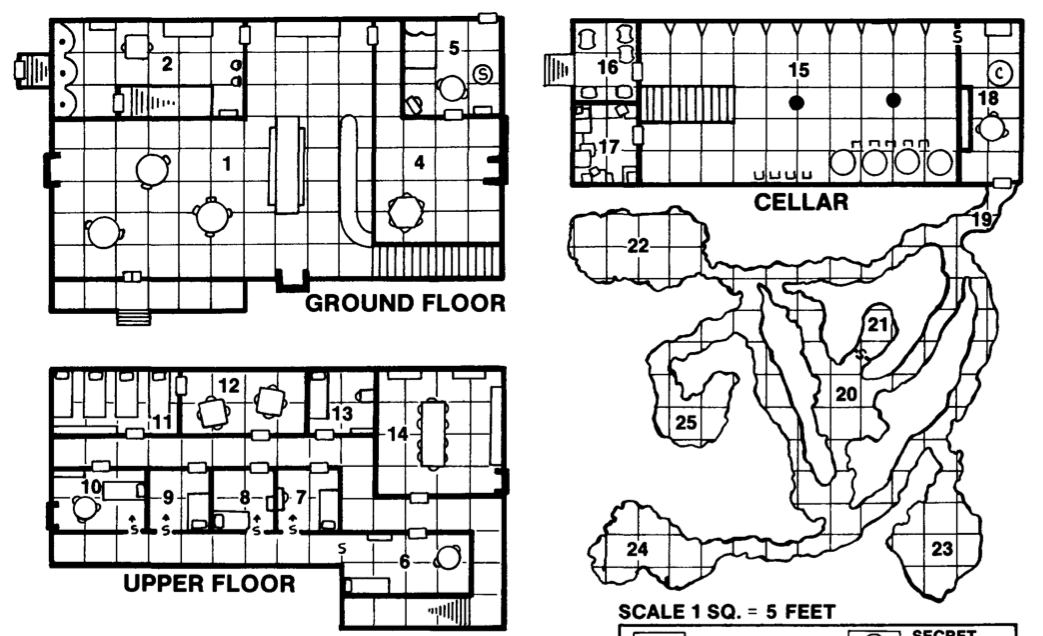 2
5
S
1
4
GROUND FLOOR
12
11
13
14
10
9
8
7
S
S
S
S
S
6
UPPER FLOOR
S
16
15
C
18
17
CELLAR
19
22
21
S
20
25
24
23
SCALE 1 SQ. = 5 FEET
SECRET